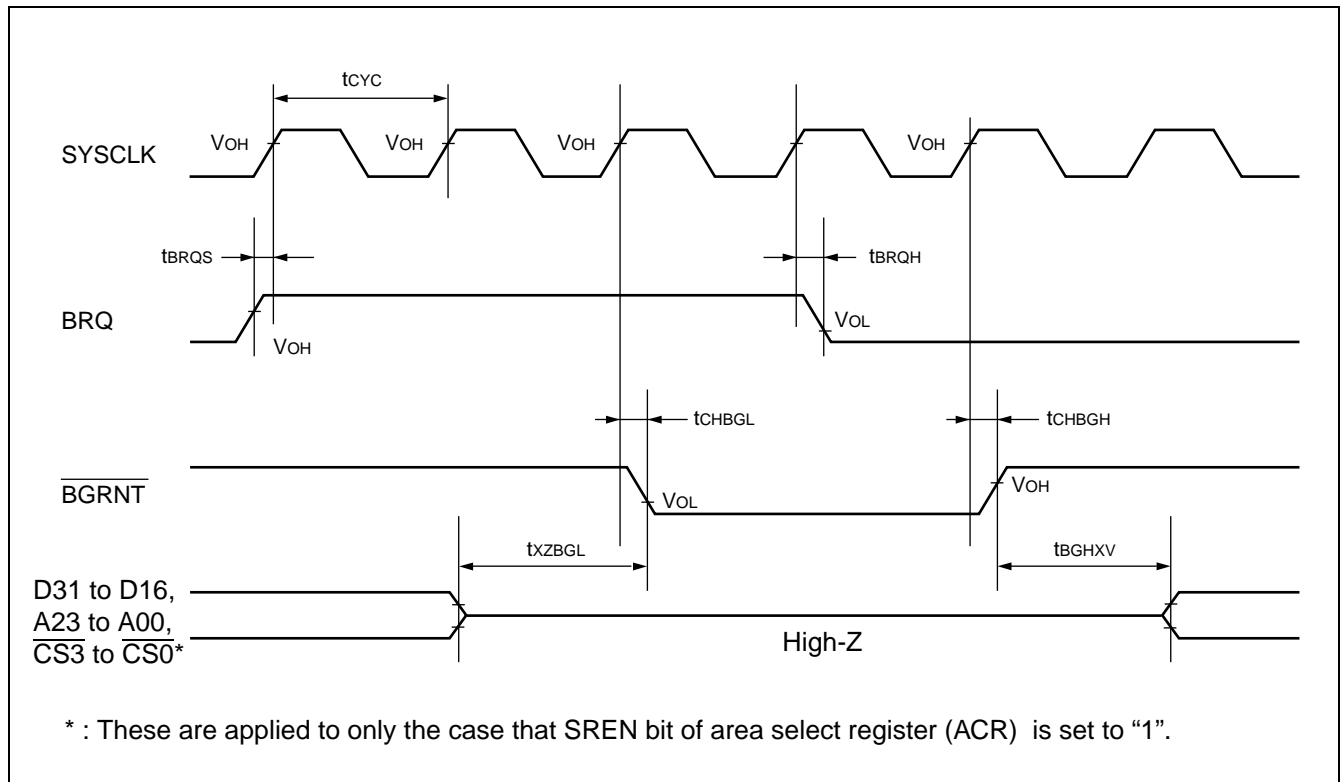 tCYC
SYSCLK
VOH
VOH
VOH
VOH
tBRQS
tBRQH
BRQ
VOH
VOL
tCHBGL
tCHBGH
BGRNT
VOL
VOH
tXZBGL
tBGHXV
D31 to D16,
A23 to A00,
CS3 to CS0*
High-Z
* : These are applied to only the case that SREN bit of area select register (ACR) is set to “1”.